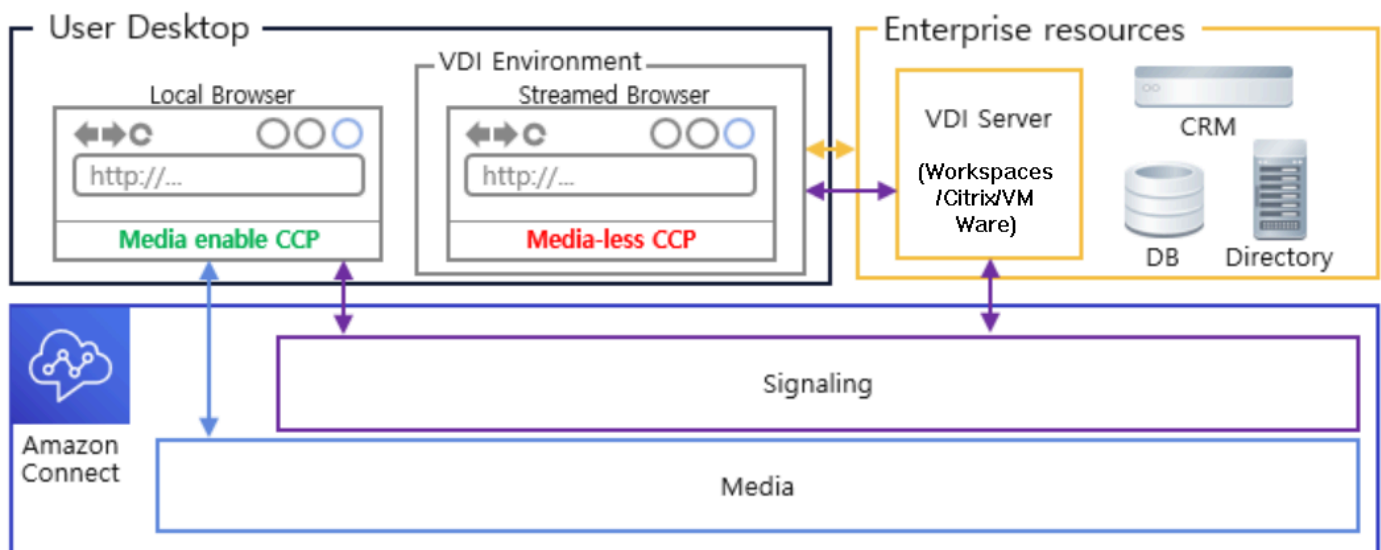 User Desktop
Enterprise resources
VDI Environment
Local Browser
Streamed Browser
http://...
http://...
Media enable CCP
Media-less CCP
VDI Server
(Workspaces
/Citrix/VM
Ware)
CRM
DB
Directory
Amazon
Connect
Signaling
Media